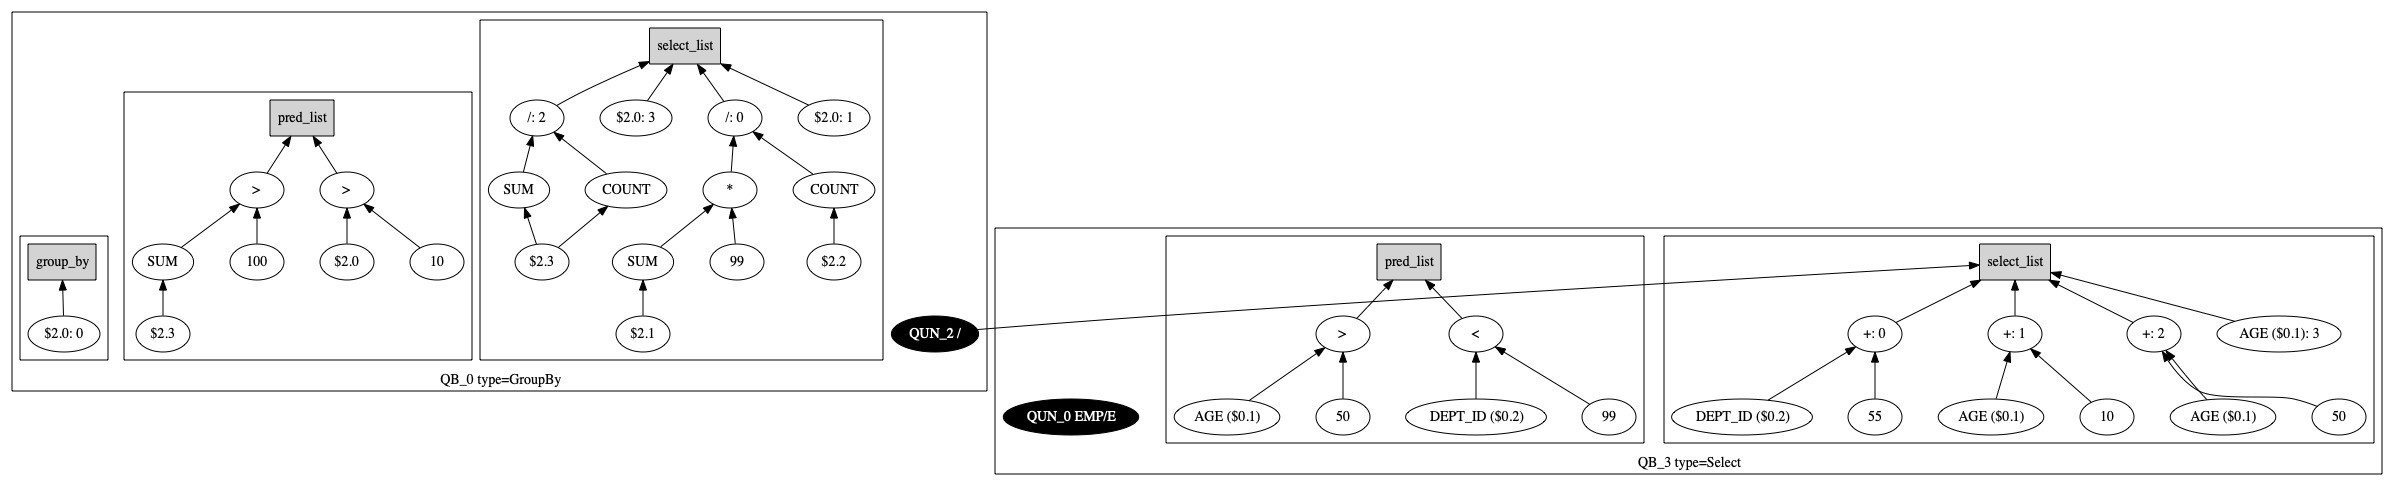 select_list
pred_list
/: 2
$2.0: 3
/: 0
$2.0: 1
>
>
SUM
COUNT
*
COUNT
group_by
SUM
100
$2.0
10
$2.3
SUM
99
$2.2
$2.0: 0
$2.3
$2.1
QUN_2 /
QB_0 type=GroupBy
pred_list
select_list
>
<
+: 0
+: 1
+: 2
AGE ($0.1): 3
QUN_0 EMP/E
AGE ($0.1)
50
DEPT_ID ($0.2)
99
DEPT_ID ($0.2)
55
AGE ($0.1)
10
AGE ($0.1)
50
QB_3 type=Select